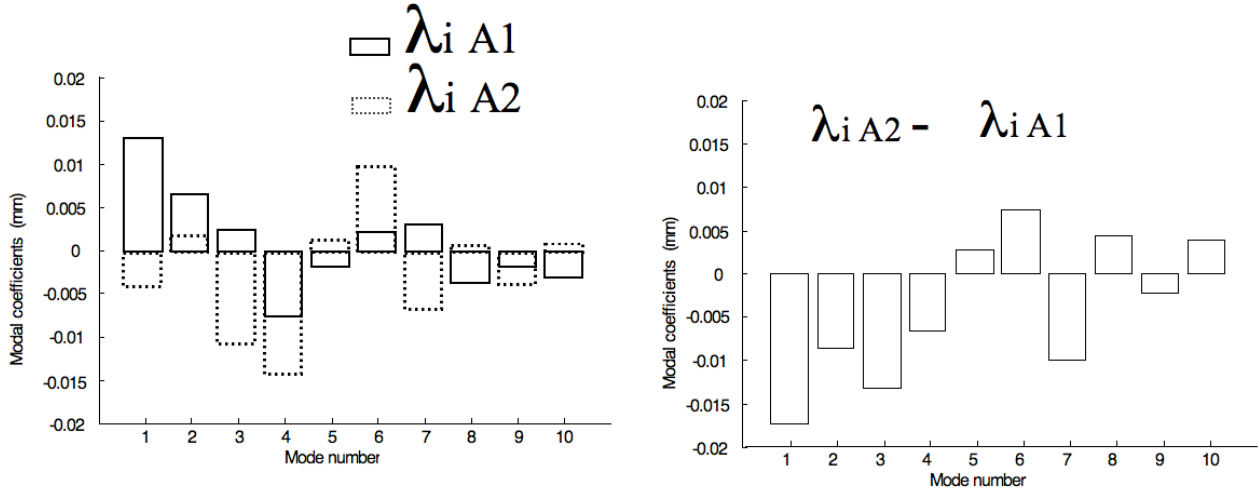 λi A1
λi A2
Modal coefficients (mm)
0.02
0.015
0.01
0.005
0
-0.005
-0.01
-0.015
-0.02
1 2 3 4 5 6 7 8 9 10
Mode number
λi A2 - λi A1
Modal coefficients (mm)
0.02
0.015
0.01
0.005
0
-0.005
-0.01
-0.015
-0.02
1 2 3 4 5 6 7 8 9 10
Mode number